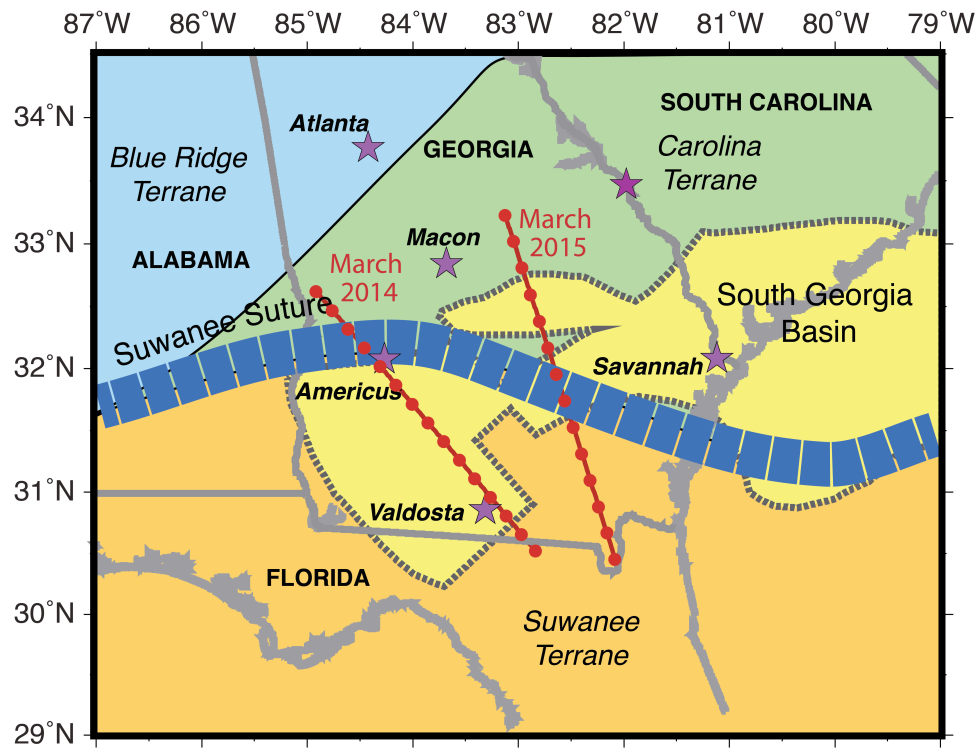 87°W 86°W 85°W 84°W 83°W 82°W 81°W 80°W 79°W
34°N
33°N
32°N
31°N
30°N
29°N
Atlanta
SOUTH CAROLINA
GEORGIA
Blue Ridge
Terrane
Carolina
Terrane
ALABAMA
Macon
March
2015
March
2014
South Georgia
Basin
Suwanee Suture
Savannah
Americus
Valdosta
FLORIDA
Suwanee
Terrane